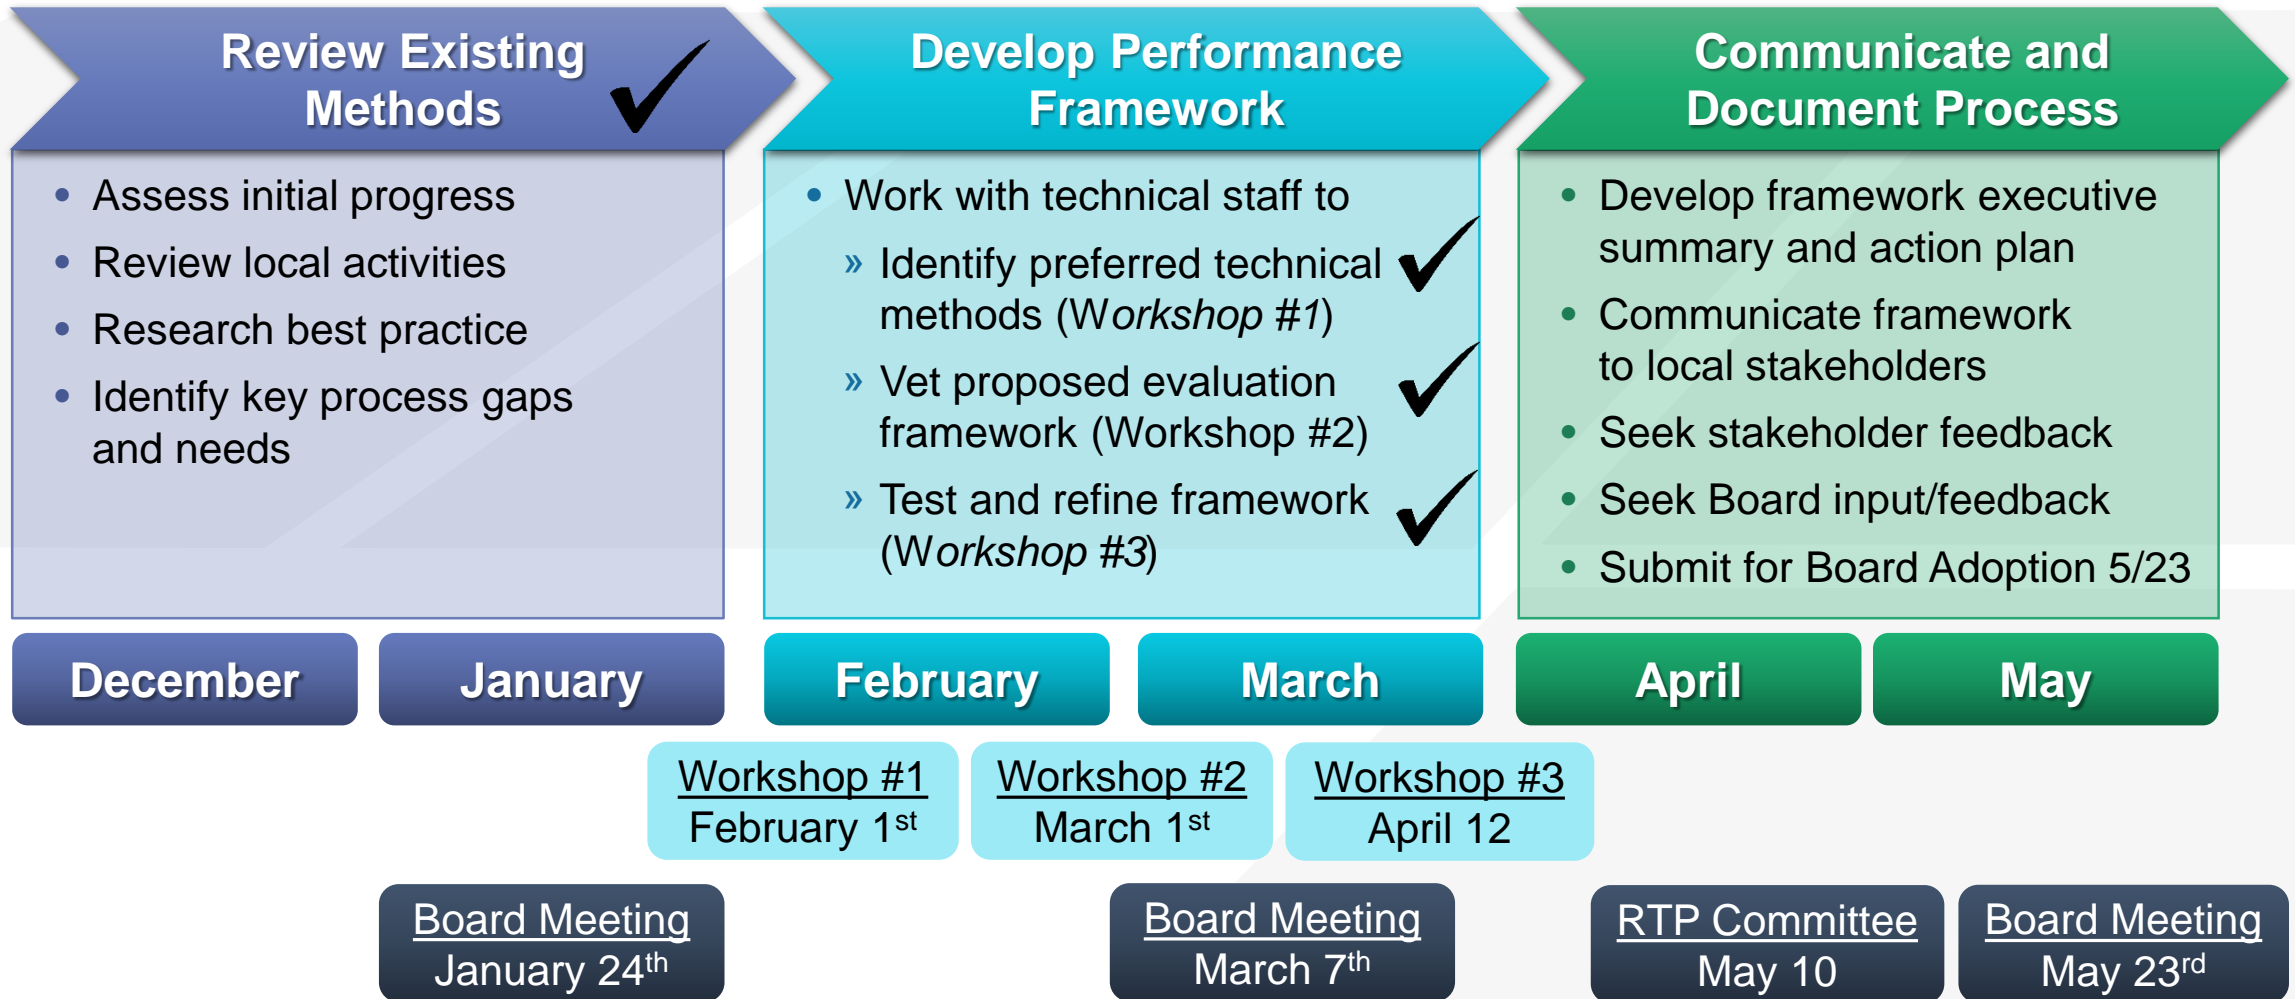 Review Existing
Methods
Develop Performance
Framework
Communicate and
Document Process
• Assess initial progress
• Review local activities
• Research best practice
• Identify key process gaps
and needs
• Work with technical staff to
» Identify preferred technical
methods (Workshop #1)
» Vet proposed evaluation
framework (Workshop #2)
» Test and refine framework
(Workshop #3)
• Develop framework executive
summary and action plan
• Communicate framework
to local stakeholders
• Seek stakeholder feedback
• Seek Board input/feedback
• Submit for Board Adoption 5/23
December
January
February
March
April
May
Workshop #1
February 1st
Workshop #2
March 1st
Workshop #3
April 12
Board Meeting
January 24th
Board Meeting
March 7th
RTP Committee
May 10
Board Meeting
May 23rd